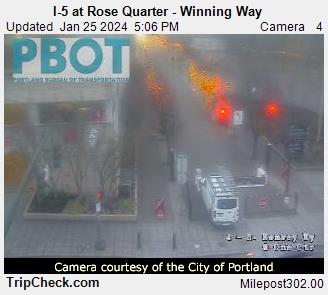 I-5 at Rose Quarter - Winning Way
Updated Jan 25 2024 5:06 PM Camera 4
PBOT
PORTLAND BUREAU OF TRANSPORTATION
Camera courtesy of the City of Portland
TripCheck.com Milepost302.00